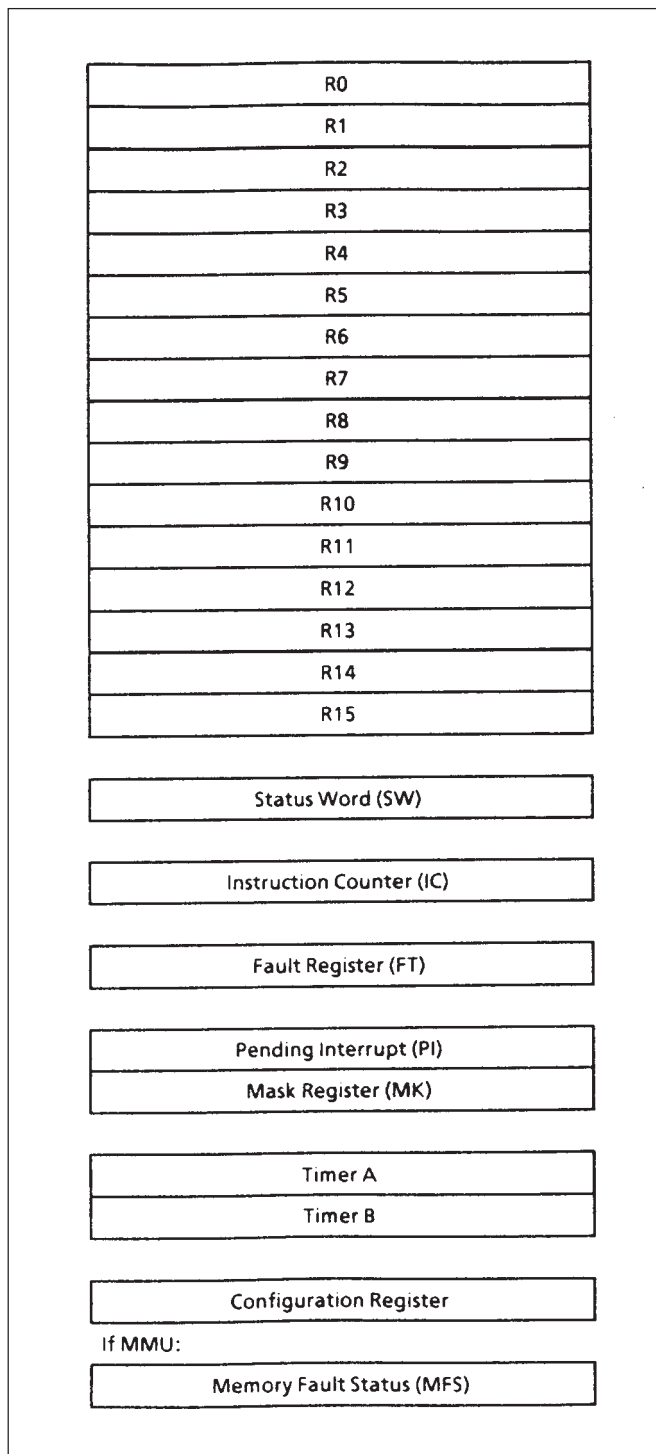 R0
R1
R2
R3
R4
R5
R6
R7
R8
R9
R10
R11
R12
R13
R14
R15
Status Word (SW)
Instruction Counter (IC)
Fault Register (FT)
Pending Interrupt (PI)
Mask Register (MK)
Timer A
Timer B
Configuration Register
If MMU:
Memory Fault Status (MFS)